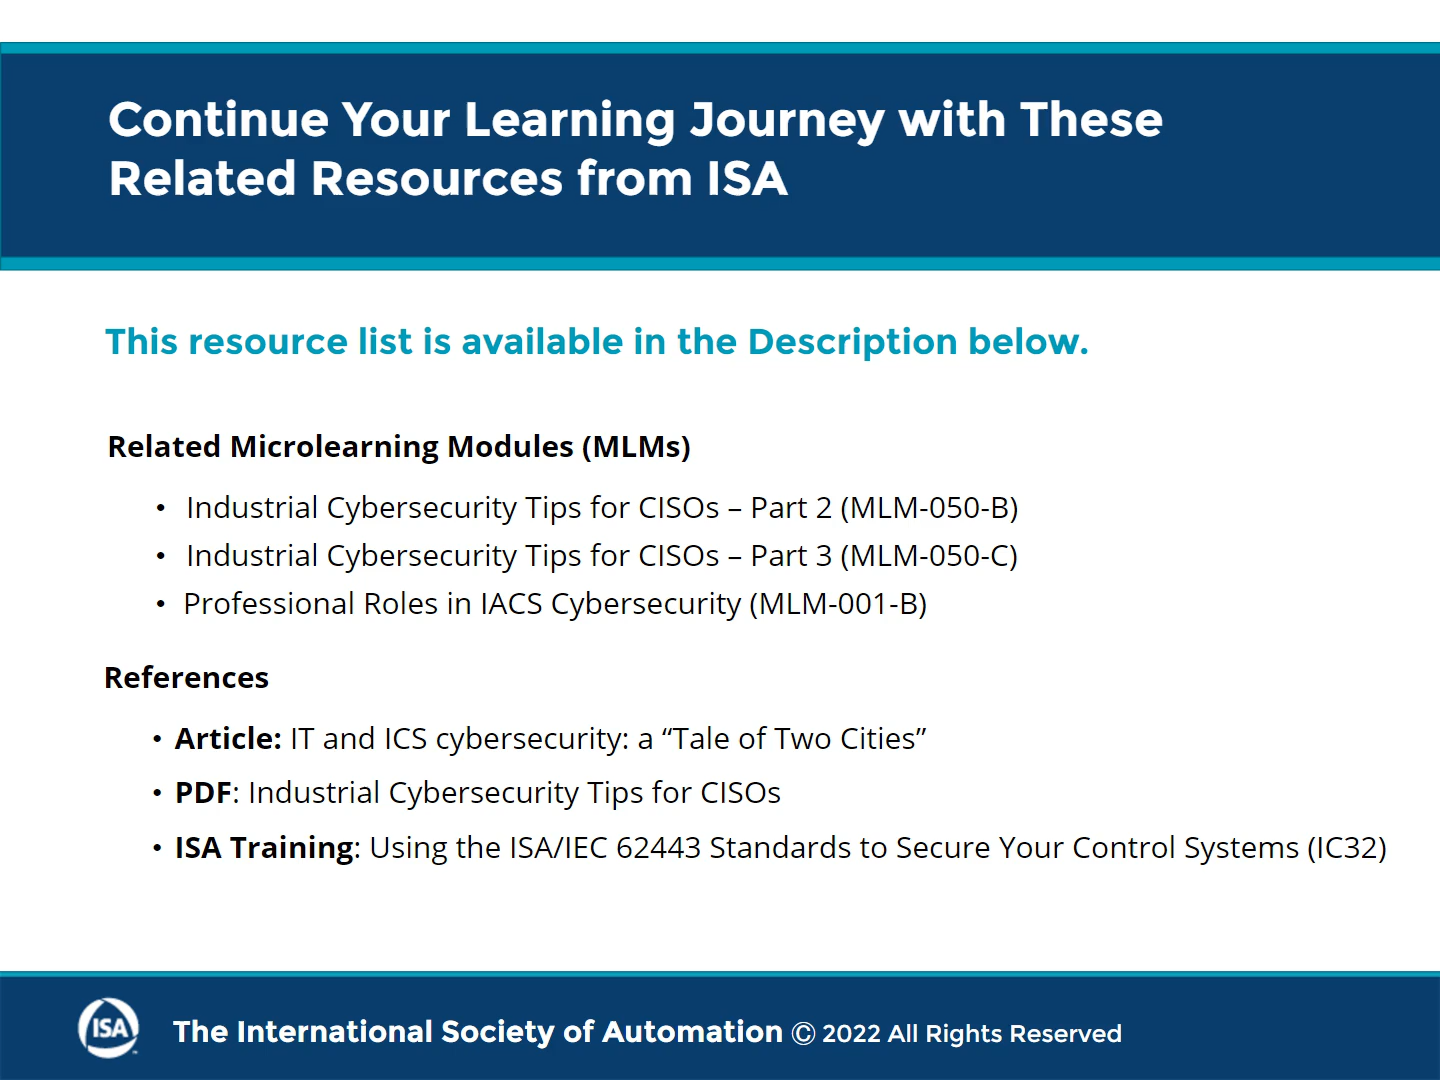 Continue Your Learning Journey with These
Related Resources from ISA
This resource list is available in the Description below.
Related Microlearning Modules (MLMs)
• Industrial Cybersecurity Tips for CISOs – Part 2 (MLM-050-B)
• Industrial Cybersecurity Tips for CISOs – Part 3 (MLM-050-C)
• Professional Roles in IACS Cybersecurity (MLM-001-B)
References
• Article: IT and ICS cybersecurity: a “Tale of Two Cities”
• PDF: Industrial Cybersecurity Tips for CISOs
• ISA Training: Using the ISA/IEC 62443 Standards to Secure Your Control Systems (IC32)
ISA
The International Society of Automation © 2022 All Rights Reserved